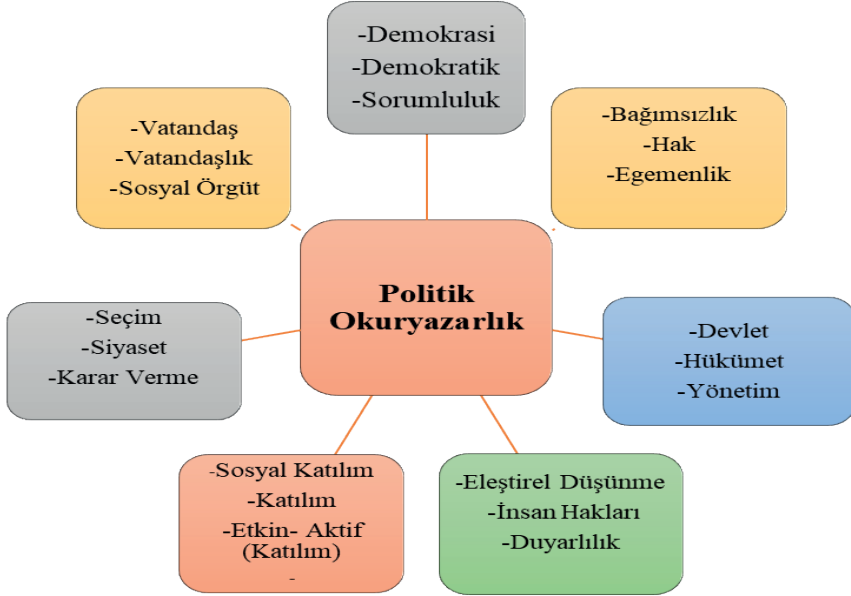 -Demokrasi
-Demokratik
-Sorumluluk
-Vatandaş
-Vatandaşlık
-Sosyal Örgüt
-Bağımsızlık
-Hak
-Egemenlik
Politik
Okuryazarlık
-Seçim
-Siyaset
-Karar Verme
-Devlet
-Hükümet
-Yönetim
-Sosyal Katılım
-Katılım
-Etkin- Aktif
(Katılım)
-
-Eleştirel Düşünme
-İnsan Hakları
-Duyarlılık